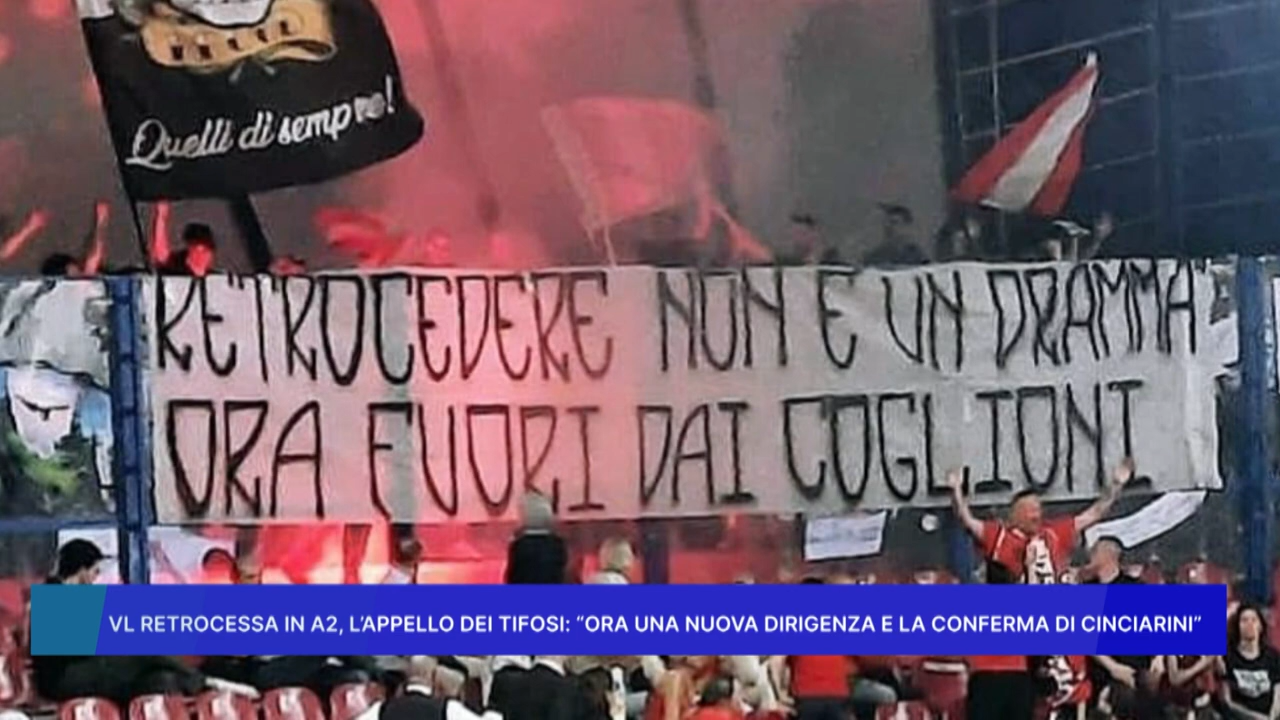 Quelli di sempre!
RETROCEDERE NON E UN DRAMMA
ORA FUORI DAI COGLIONI
VL RETROCESSA IN A2, L'APPELLO DEI TIFOSI: “ORA UNA NUOVA DIRIGENZA E LA CONFERMA DI CINCIARINI”